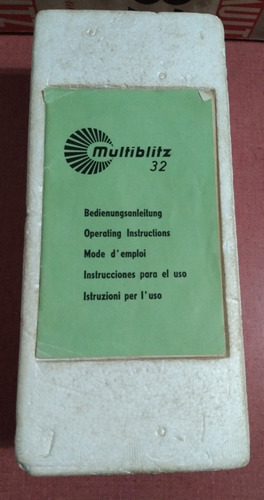 multiblitz
32
Bedienungsanleitung
Operating Instructions
Mode d'emploi
Instrucciones para el uso
Istruzioni per l'uso